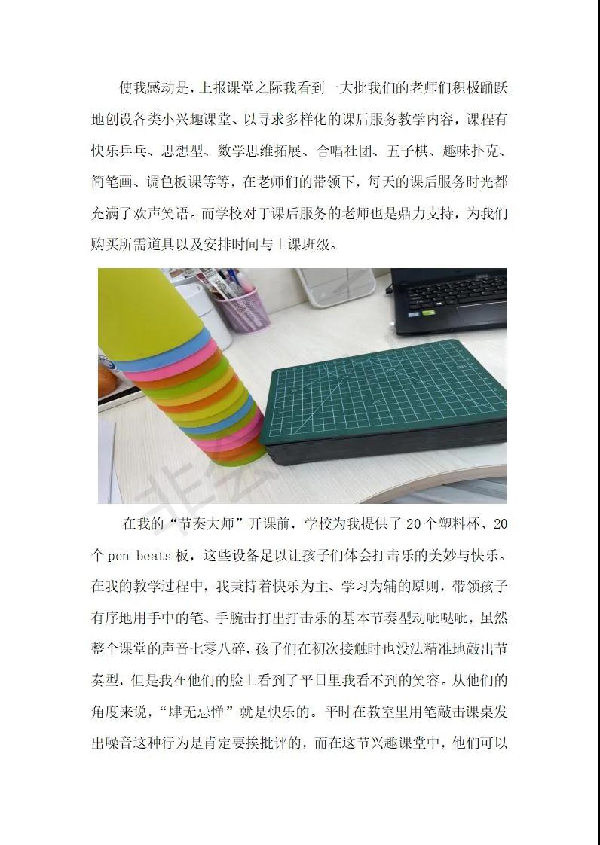 使我感动是，上报课堂之际我看到一大批我们的老师们积极踊跃
地创设各类小兴趣课堂、以寻求多样化的课后服务教学内容，课程有
快乐乒乓、思想型、数学思维拓展、合唱社团、五子棋、趣味扑克、
简笔画、调色板课等等，在老师们的带领下，每天的课后服务时光都
充满了欢声笑语。而学校对于课后服务的老师也是鼎力支持，为我们
购买所需道具以及安排时间与上课班级。
非会
在我的“节奏大师”开课前，学校为我提供了20个塑料杯、20
个pen beats板，这些设备足以让孩子们体会打击乐的美妙与快乐。
在我的教学过程中，我秉持着快乐为主、学习为辅的原则，带领孩子
有序地用手中的笔、手腕击打出打击乐的基本节奏型动呲哒呲，虽然
整个课堂的声音七零八碎，孩子们在初次接触时也没法精准地敲出节
奏型，但是我在他们的脸上看到了平日里我看不到的笑容。从他们的
角度来说，“肆无忌惮”就是快乐的。平时在教室里用笔敲击课桌发
出噪音这种行为是肯定要挨批评的，而在这节兴趣课堂中，他们可以